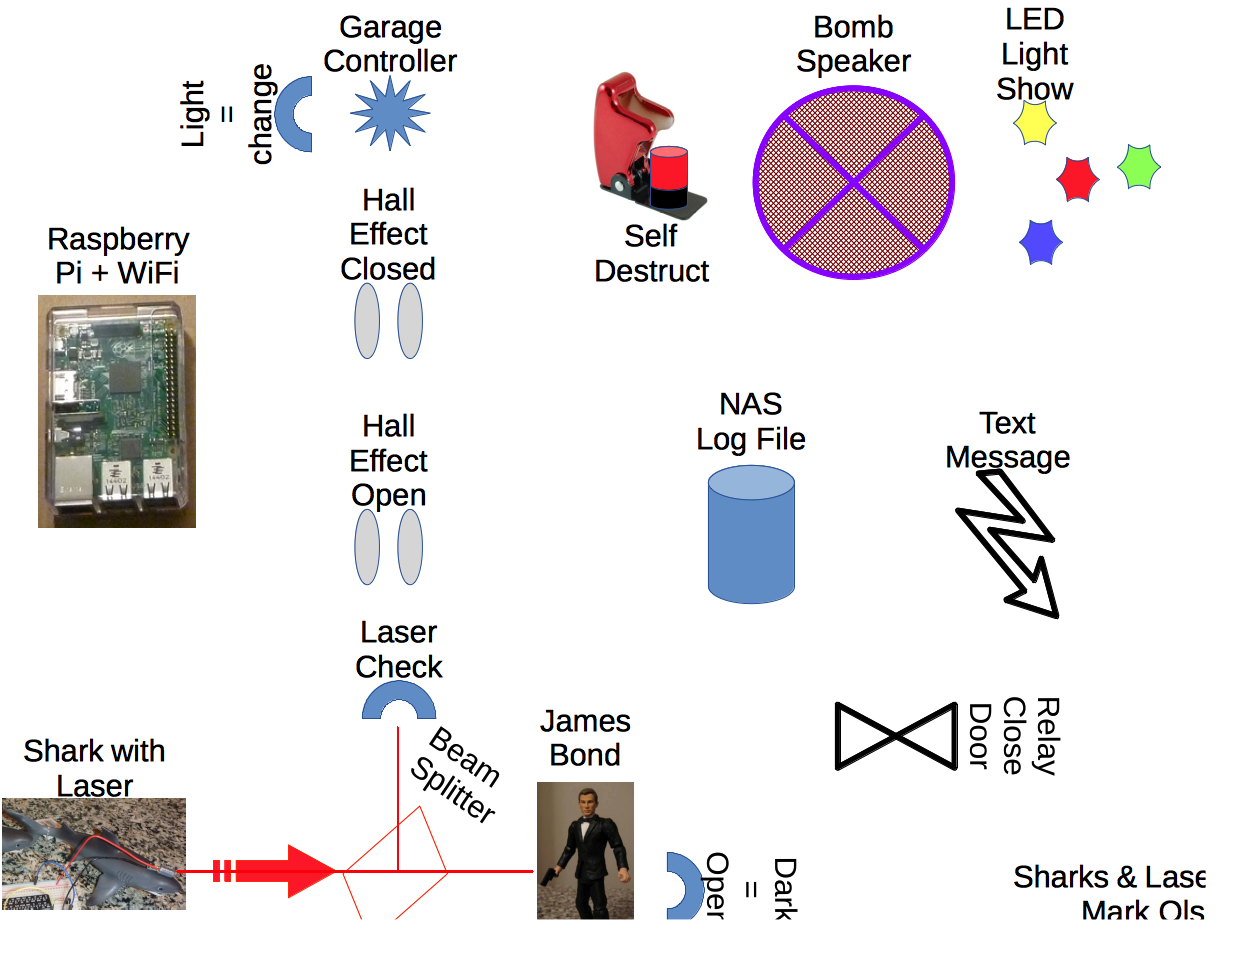 Garage
Controller
Light
=
change
Bomb
Speaker
LED
Light
Show
Hall
Effect
Closed
Self
Destruct
Raspberry
Pi + WiFi
Hall
Effect
Open
NAS
Log File
Text
Message
Laser
Check
Beam
Splitter
James
Bond
Relay
Close
Door
Shark with
Laser
Oper
=
Dark
Sharks & Lase
Mark Ols